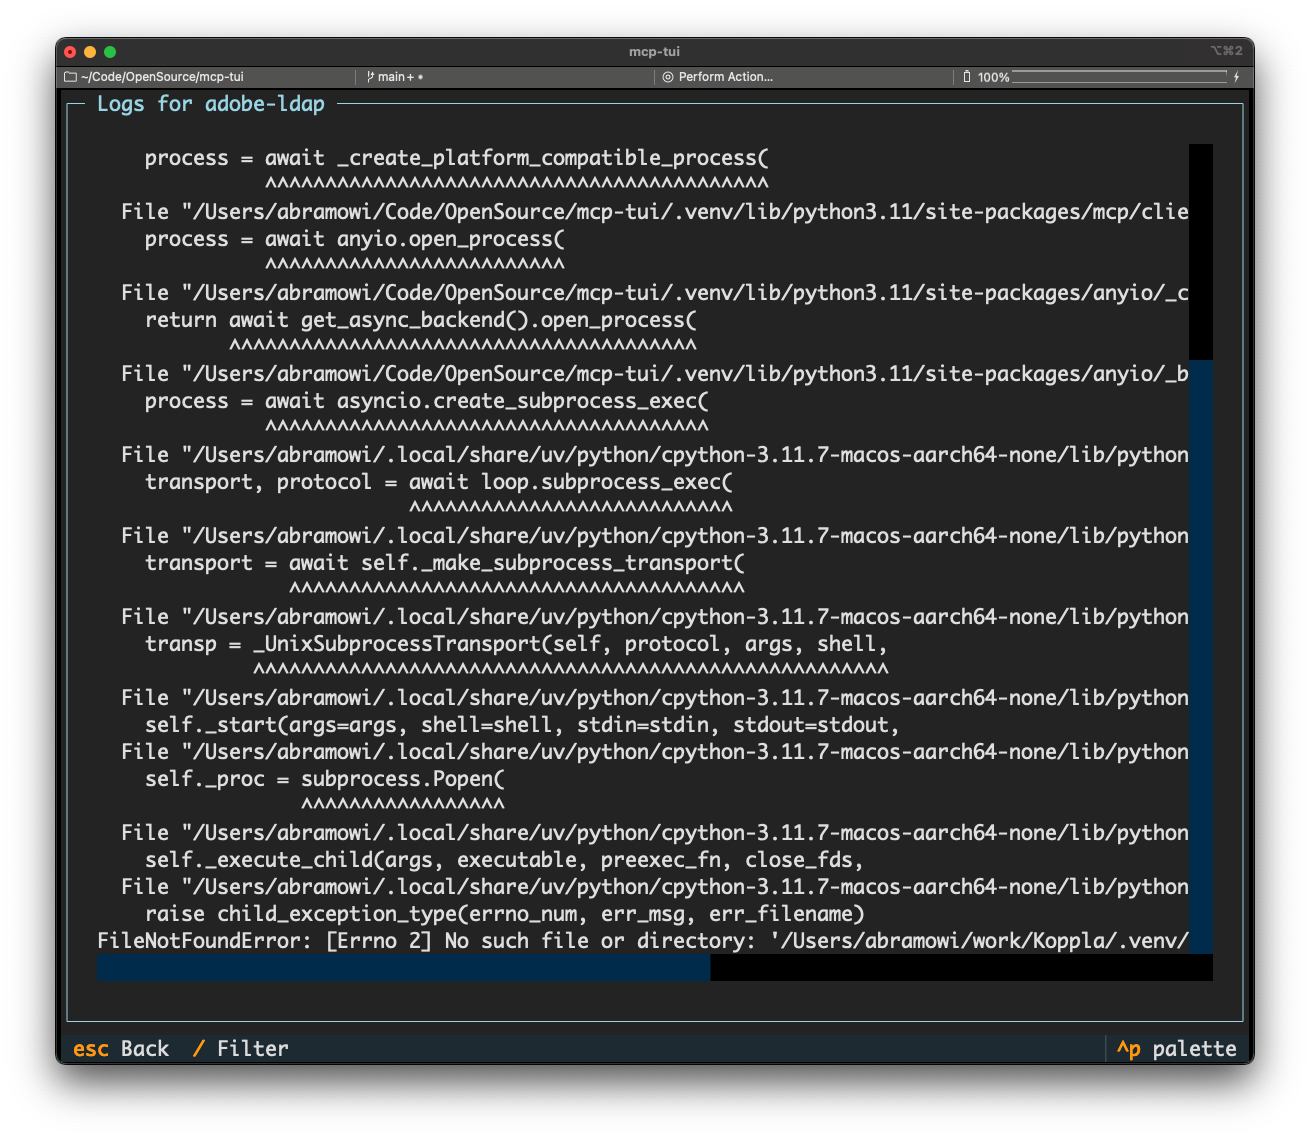 mcp-tui
⌥⌘2
~/Code/OpenSource/mcp-tui
main+•
Perform Action...
100%
Logs for adobe-ldap
process = await _create_platform_compatible_process(
^^^^^^^^^^^^^^^^^^^^^^^^^^^^^^^^^^^^^^^^^^
File "/Users/abramowi/Code/OpenSource/mcp-tui/.venv/lib/python3.11/site-packages/mcp/clie
process = await anyio.open_process(
^^^^^^^^^^^^^^^^^^^^^^^^^
File "/Users/abramowi/Code/OpenSource/mcp-tui/.venv/lib/python3.11/site-packages/anyio/_c
return await get_async_backend().open_process(
^^^^^^^^^^^^^^^^^^^^^^^^^^^^^^^^^^^^^^^
File "/Users/abramowi/Code/OpenSource/mcp-tui/.venv/lib/python3.11/site-packages/anyio/_b
process = await asyncio.create_subprocess_exec(
^^^^^^^^^^^^^^^^^^^^^^^^^^^^^^^^^^^^^
File "/Users/abramowi/.local/share/uv/python/cpython-3.11.7-macos-aarch64-none/lib/python
transport, protocol = await loop.subprocess_exec(
^^^^^^^^^^^^^^^^^^^^^^^^^^^
File "/Users/abramowi/.local/share/uv/python/cpython-3.11.7-macos-aarch64-none/lib/python
transport = await self._make_subprocess_transport(
^^^^^^^^^^^^^^^^^^^^^^^^^^^^^^^^^^^^^^
File "/Users/abramowi/.local/share/uv/python/cpython-3.11.7-macos-aarch64-none/lib/python
transp = _UnixSubprocessTransport(self, protocol, args, shell,
^^^^^^^^^^^^^^^^^^^^^^^^^^^^^^^^^^^^^^^^^^^^^^^^^^^^^
File "/Users/abramowi/.local/share/uv/python/cpython-3.11.7-macos-aarch64-none/lib/python
self._start(args=args, shell=shell, stdin=stdin, stdout=stdout,
File "/Users/abramowi/.local/share/uv/python/cpython-3.11.7-macos-aarch64-none/lib/python
self._proc = subprocess.Popen(
^^^^^^^^^^^^^^^^^
File "/Users/abramowi/.local/share/uv/python/cpython-3.11.7-macos-aarch64-none/lib/python
self._execute_child(args, executable, preexec_fn, close_fds,
File "/Users/abramowi/.local/share/uv/python/cpython-3.11.7-macos-aarch64-none/lib/python
raise child_exception_type(errno_num, err_msg, err_filename)
FileNotFoundError: [Errno 2] No such file or directory: '/Users/abramowi/work/Koppla/.venv/
esc Back / Filter
^p palette